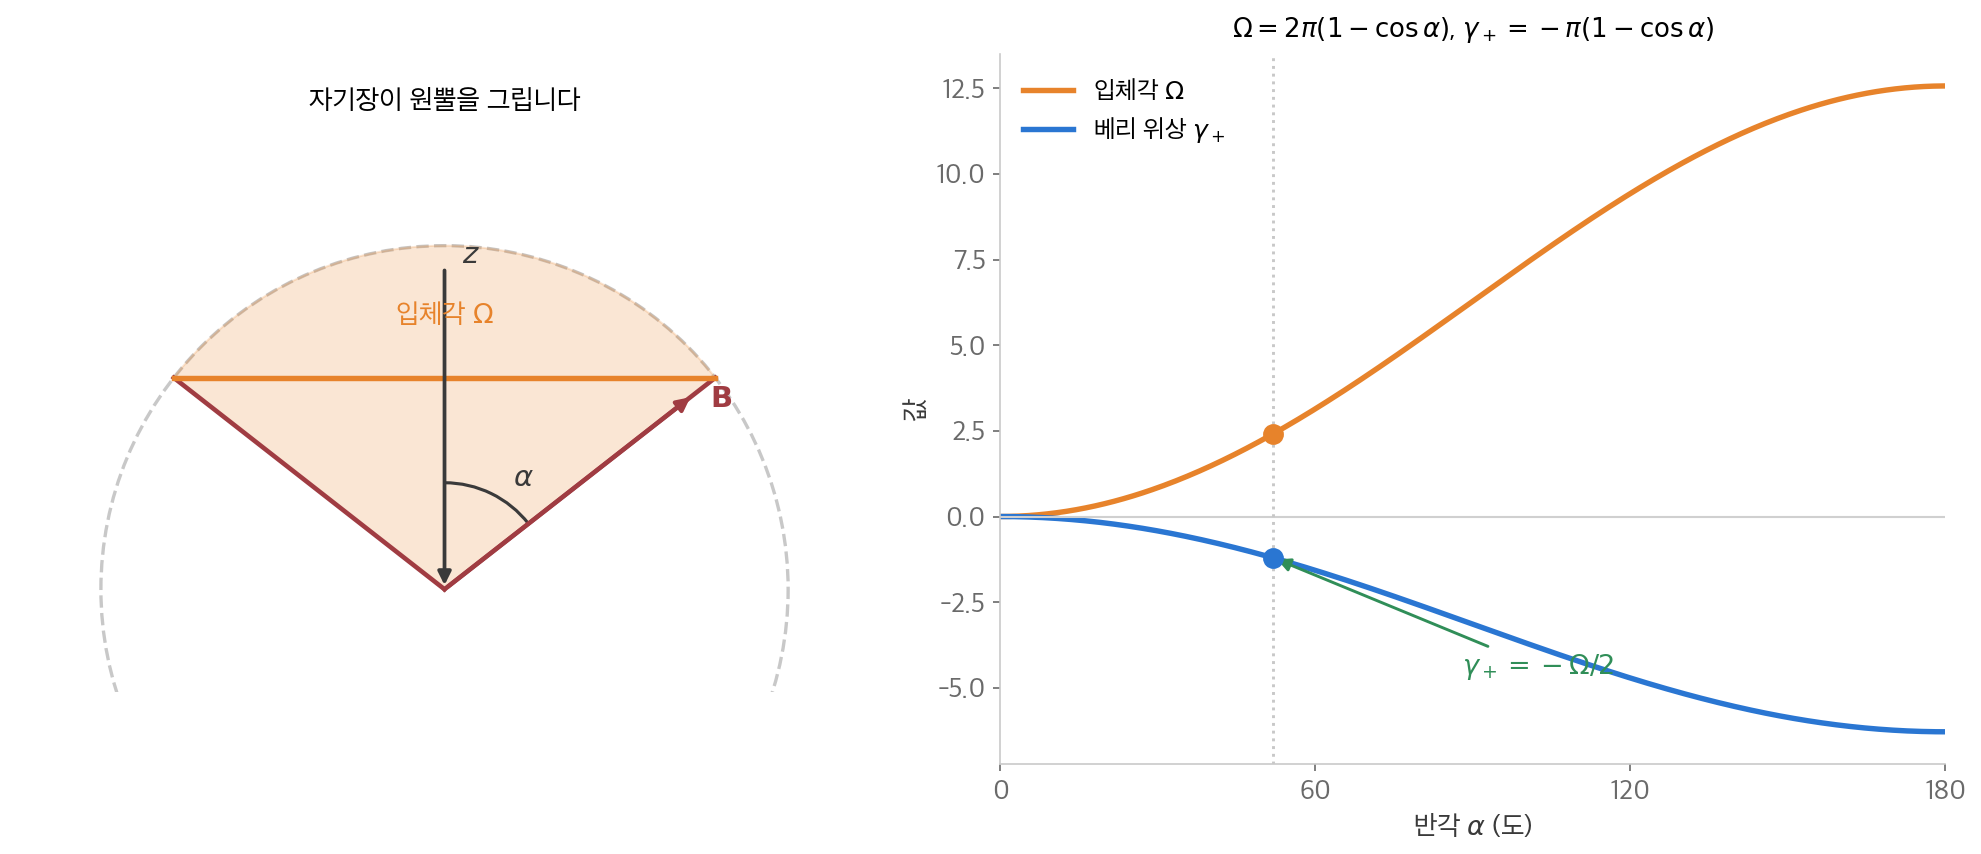 자기장이 원뿔을 그립니다
z
입체각 Ω
B
α
Ω = 2π(1 − cos α), γ₊ = −π(1 − cos α)
입체각 Ω
베리 위상 γ₊
12.5
10.0
7.5
5.0
2.5
0.0
−2.5
−5.0
값
γ₊ = −Ω/2
0
60
120
180
반각 α (도)